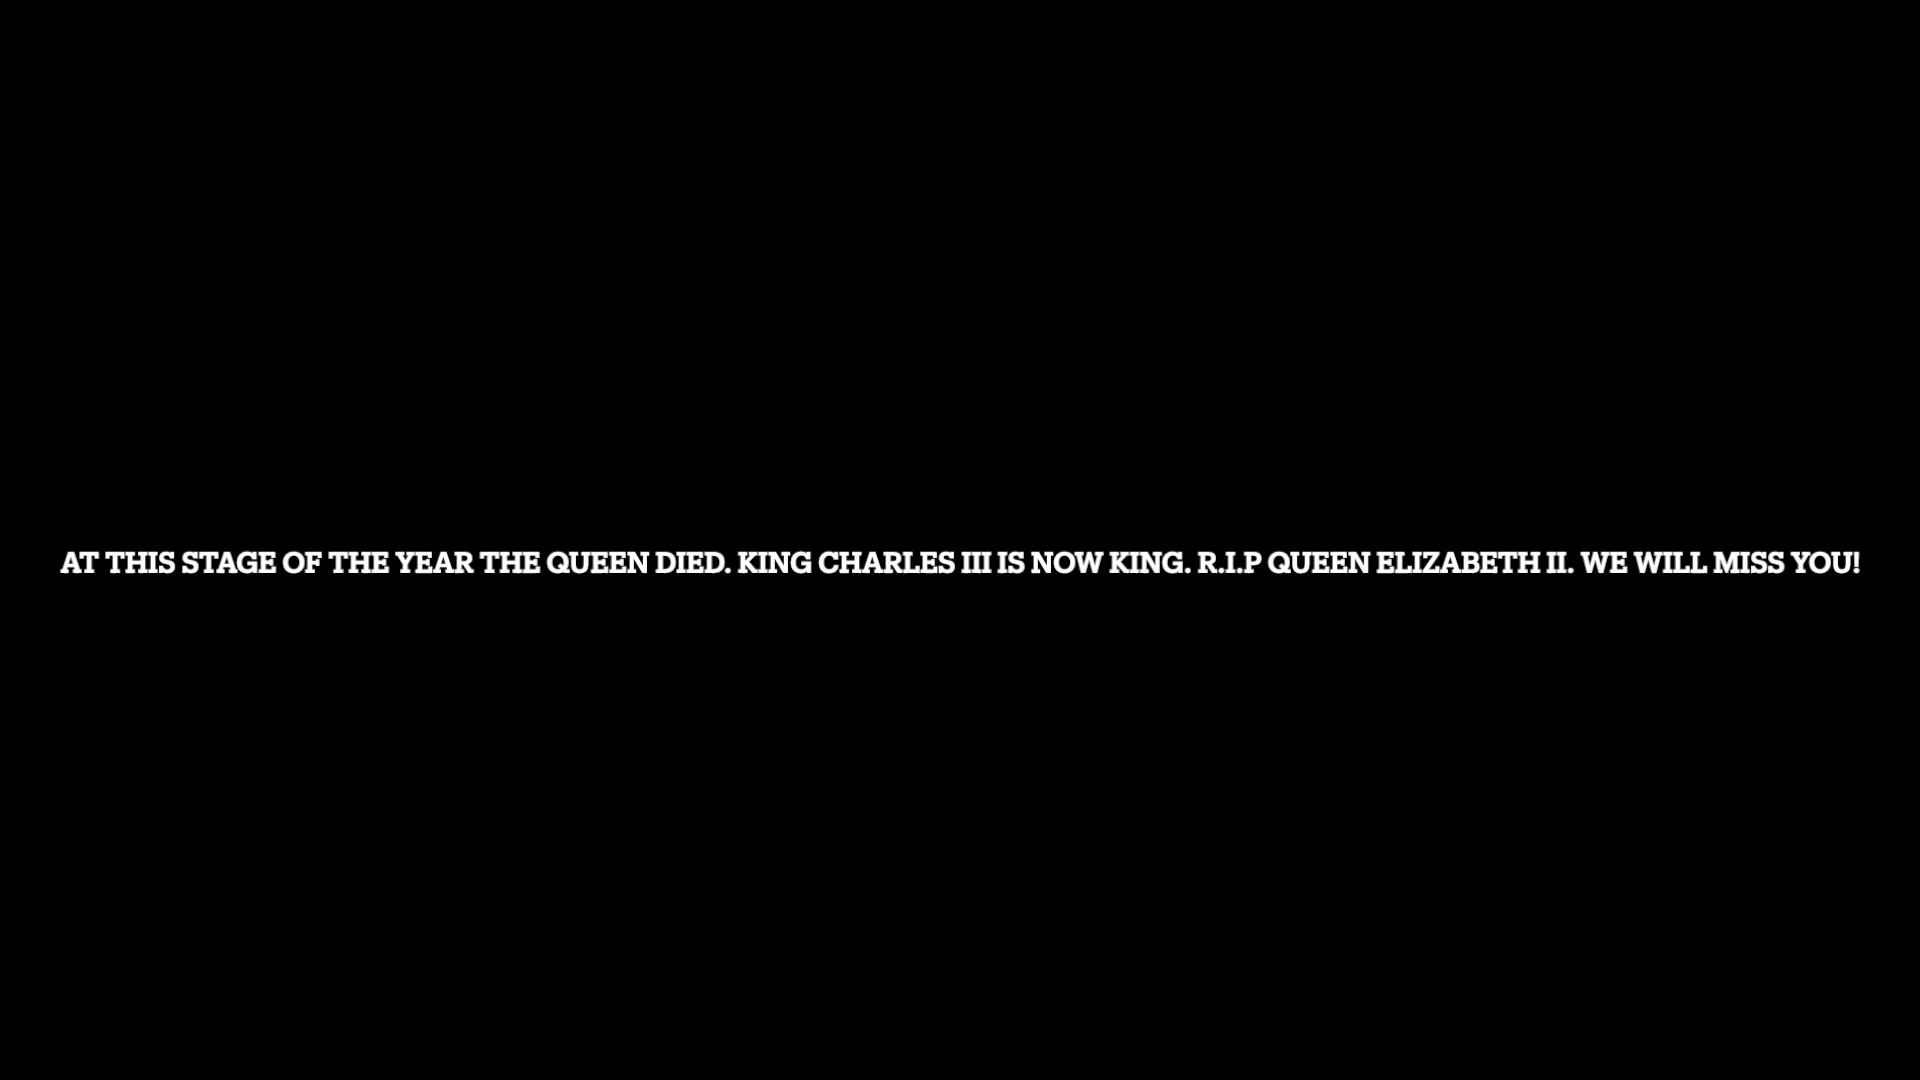 AT THIS STAGE OF THE YEAR THE QUEEN DIED. KING CHARLES III IS NOW KING. R.I.P QUEEN ELIZABETH II. WE WILL MISS YOU!